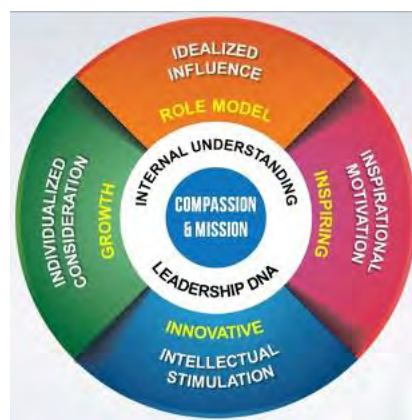 IDEALIZED
INFLUENCE
ROLE MODEL
INTERNAL UNDERSTANDING
INDIVIDUALIZED
CONSIDERATION
GROWTH
COMPASSION
& MISSION
INSPIRING
INSPIRATIONAL
MOTIVATION
LEADERSHIP DNA
INNOVATIVE
INTELLECTUAL
STIMULATION